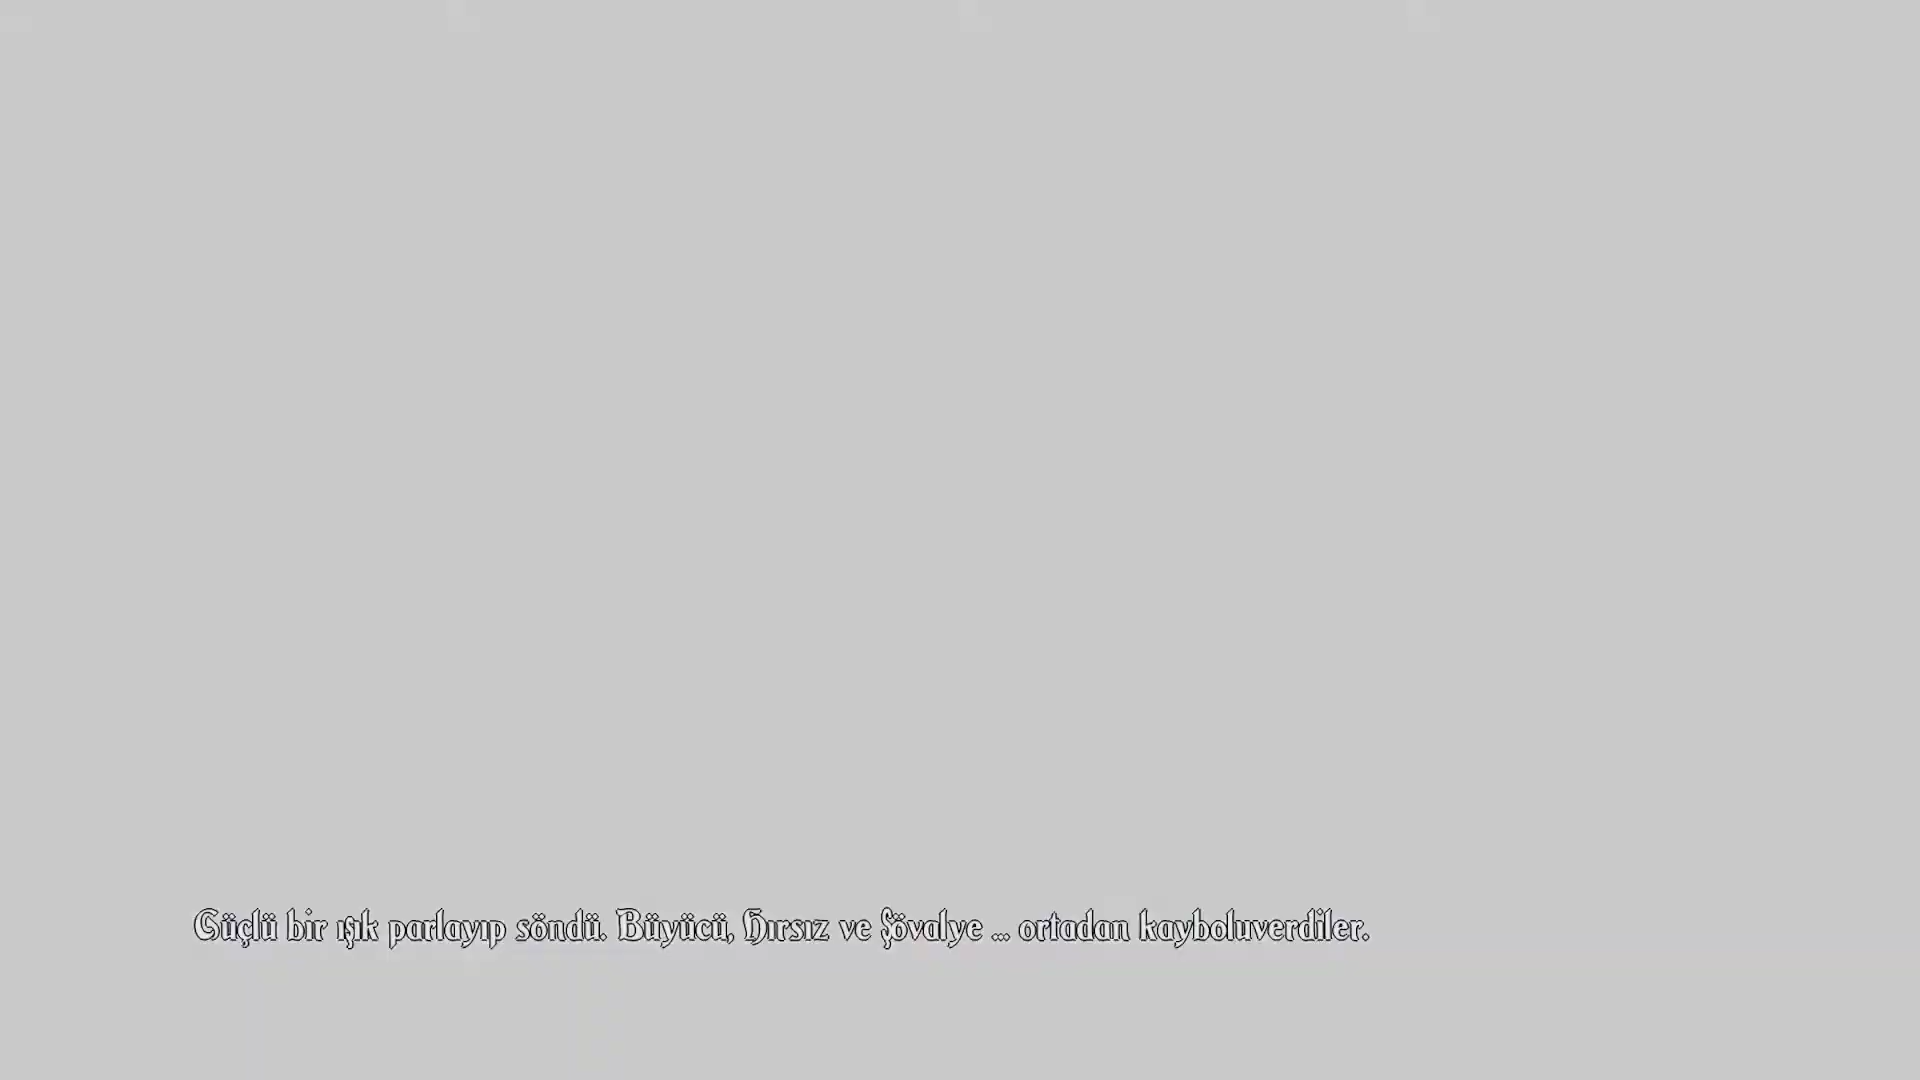 Güçlü bir ışık parlayıp söndü. Büyücü, Hırsız ve Şövalye ... ortadan kayboluverdiler.